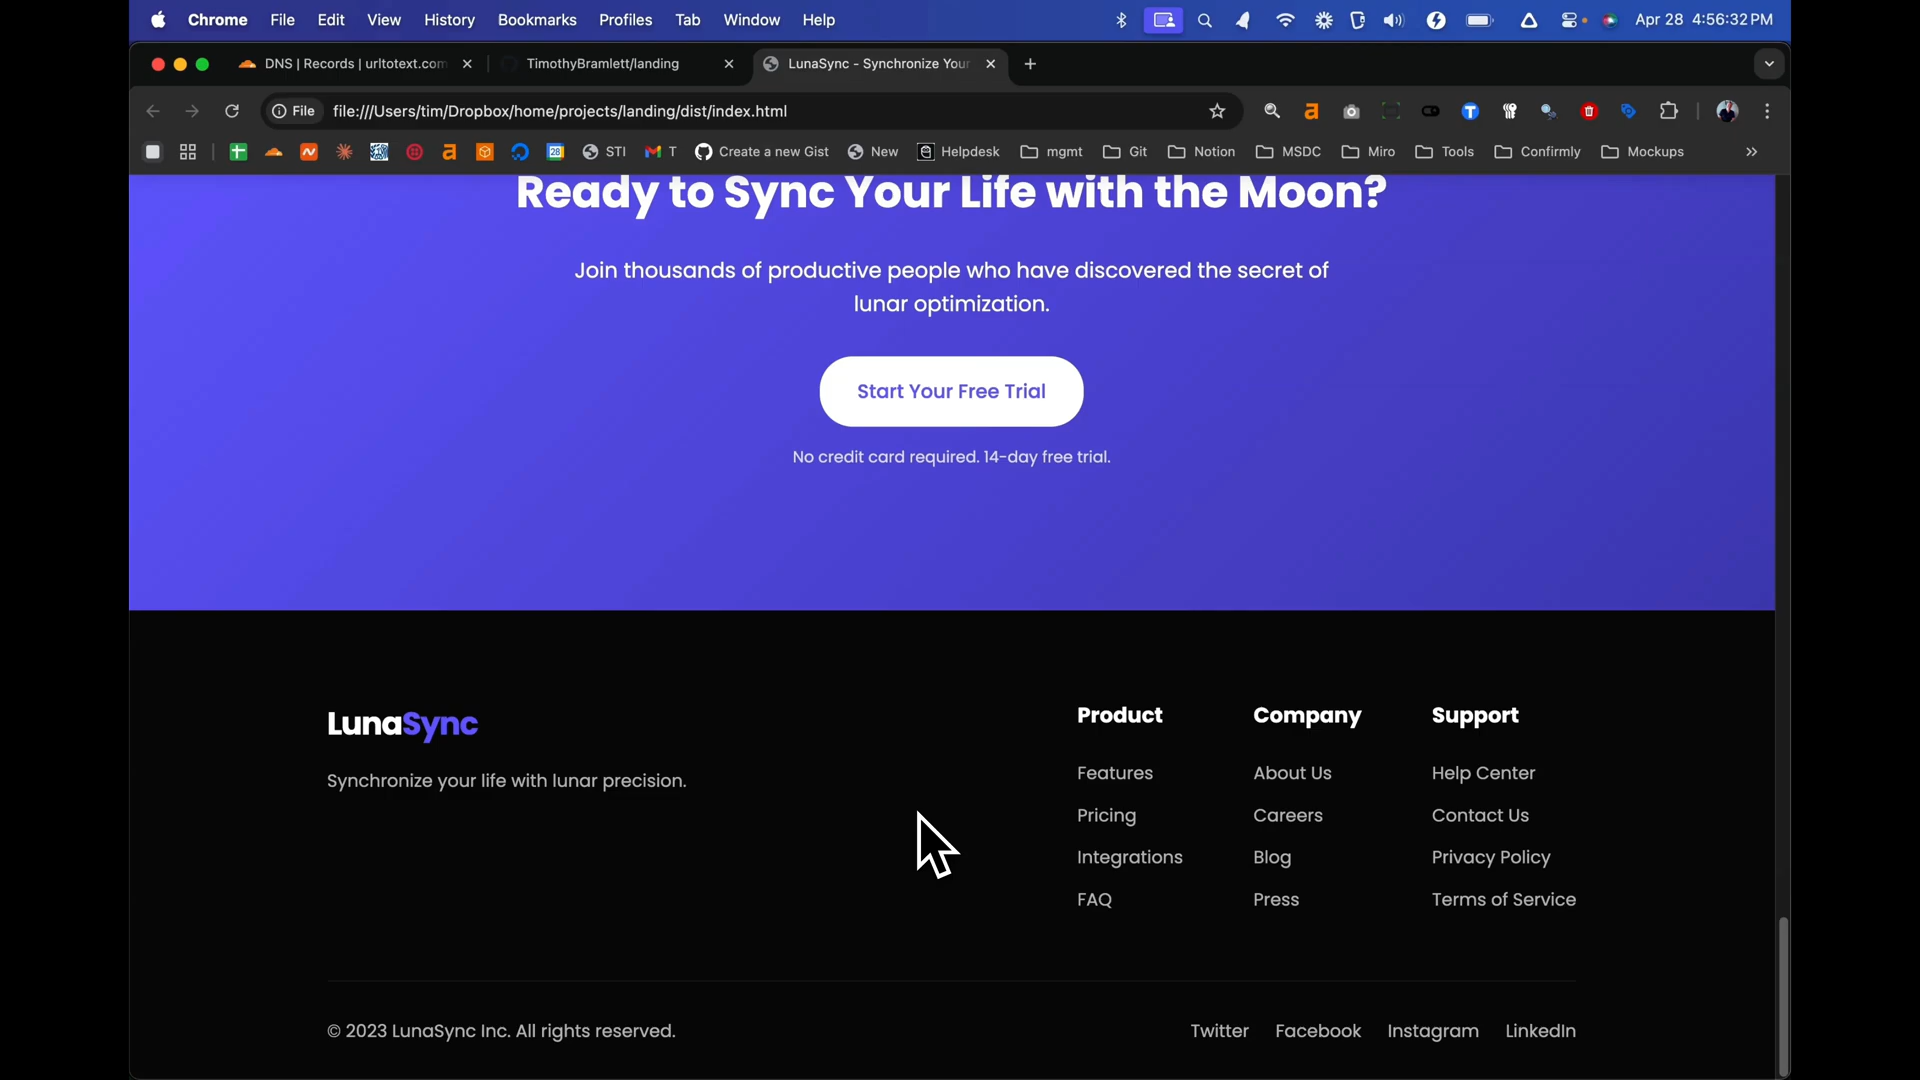 Chrome File Edit View History Bookmarks Profiles Tab Window Help Apr 28 4:56:32 PM
DNS | Records | urltotext.com TimothyBramlett/landing LunaSync - Synchronize Your
File file:///Users/tim/Dropbox/home/projects/landing/dist/index.html
STI T Create a new Gist New Helpdesk mgmt Git Notion MSDC Miro Tools Confirmly Mockups
Ready to Sync Your Life with the Moon?
Join thousands of productive people who have discovered the secret of
lunar optimization.
Start Your Free Trial
No credit card required. 14-day free trial.
LunaSync
Synchronize your life with lunar precision.
Product
Features
Pricing
Integrations
FAQ
Company
About Us
Careers
Blog
Press
Support
Help Center
Contact Us
Privacy Policy
Terms of Service
© 2023 LunaSync Inc. All rights reserved.
Twitter Facebook Instagram LinkedIn